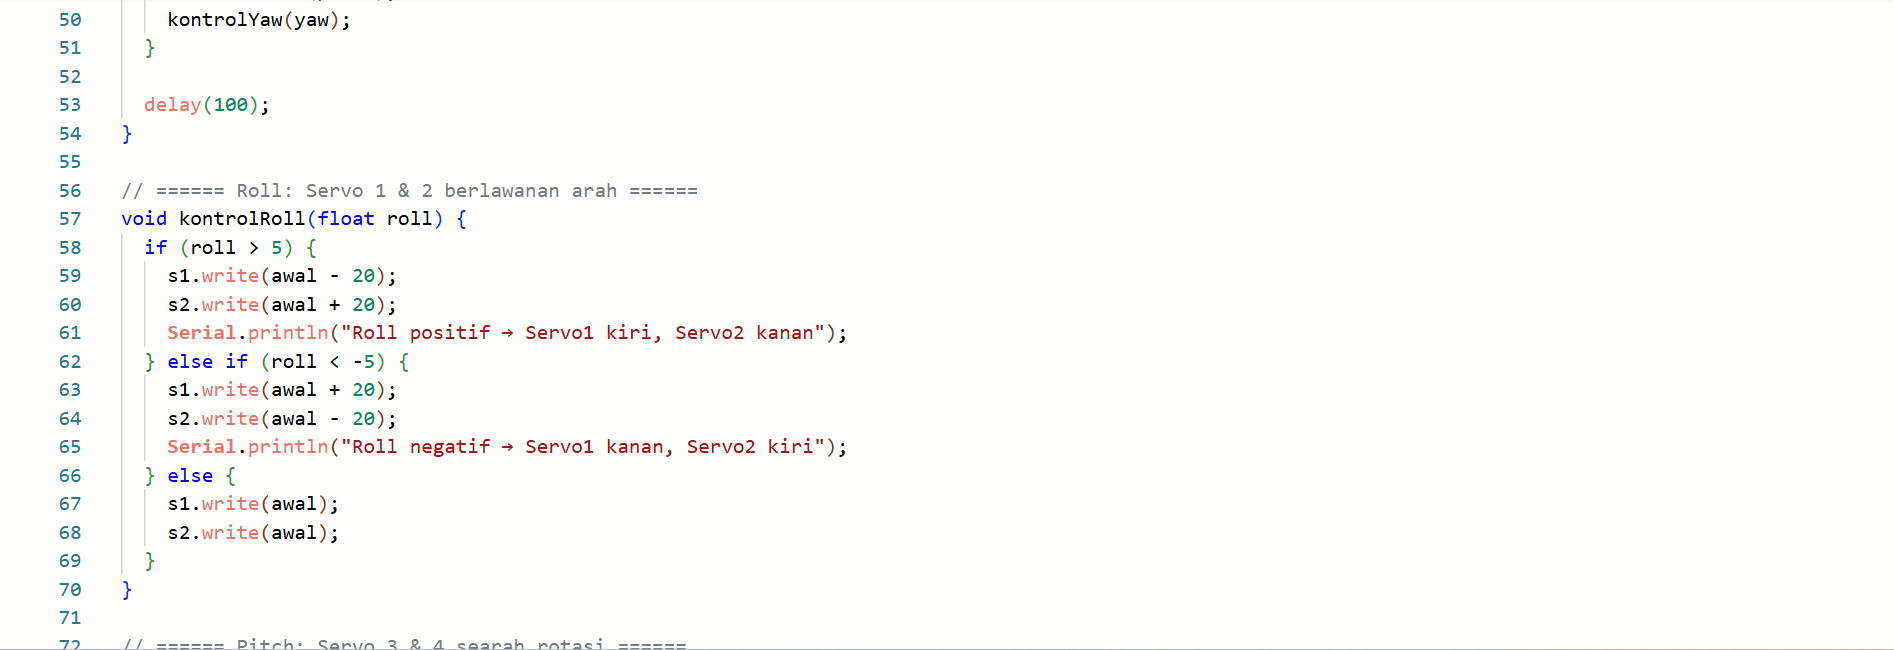 50 kontrolYaw(yaw);
51 }
52
53 delay(100);
54 }
55
56 // ====== Roll: Servo 1 & 2 berlawanan arah ======
57 void kontrolRoll(float roll) {
58 if (roll > 5) {
59 s1.write(awal - 20);
60 s2.write(awal + 20);
61 Serial.println("Roll positif → Servo1 kiri, Servo2 kanan");
62 } else if (roll < -5) {
63 s1.write(awal + 20);
64 s2.write(awal - 20);
65 Serial.println("Roll negatif → Servo1 kanan, Servo2 kiri");
66 } else {
67 s1.write(awal);
68 s2.write(awal);
69 }
70 }
71
72 // ====== Pitch: Servo 3 & 4 searah rotasi ======